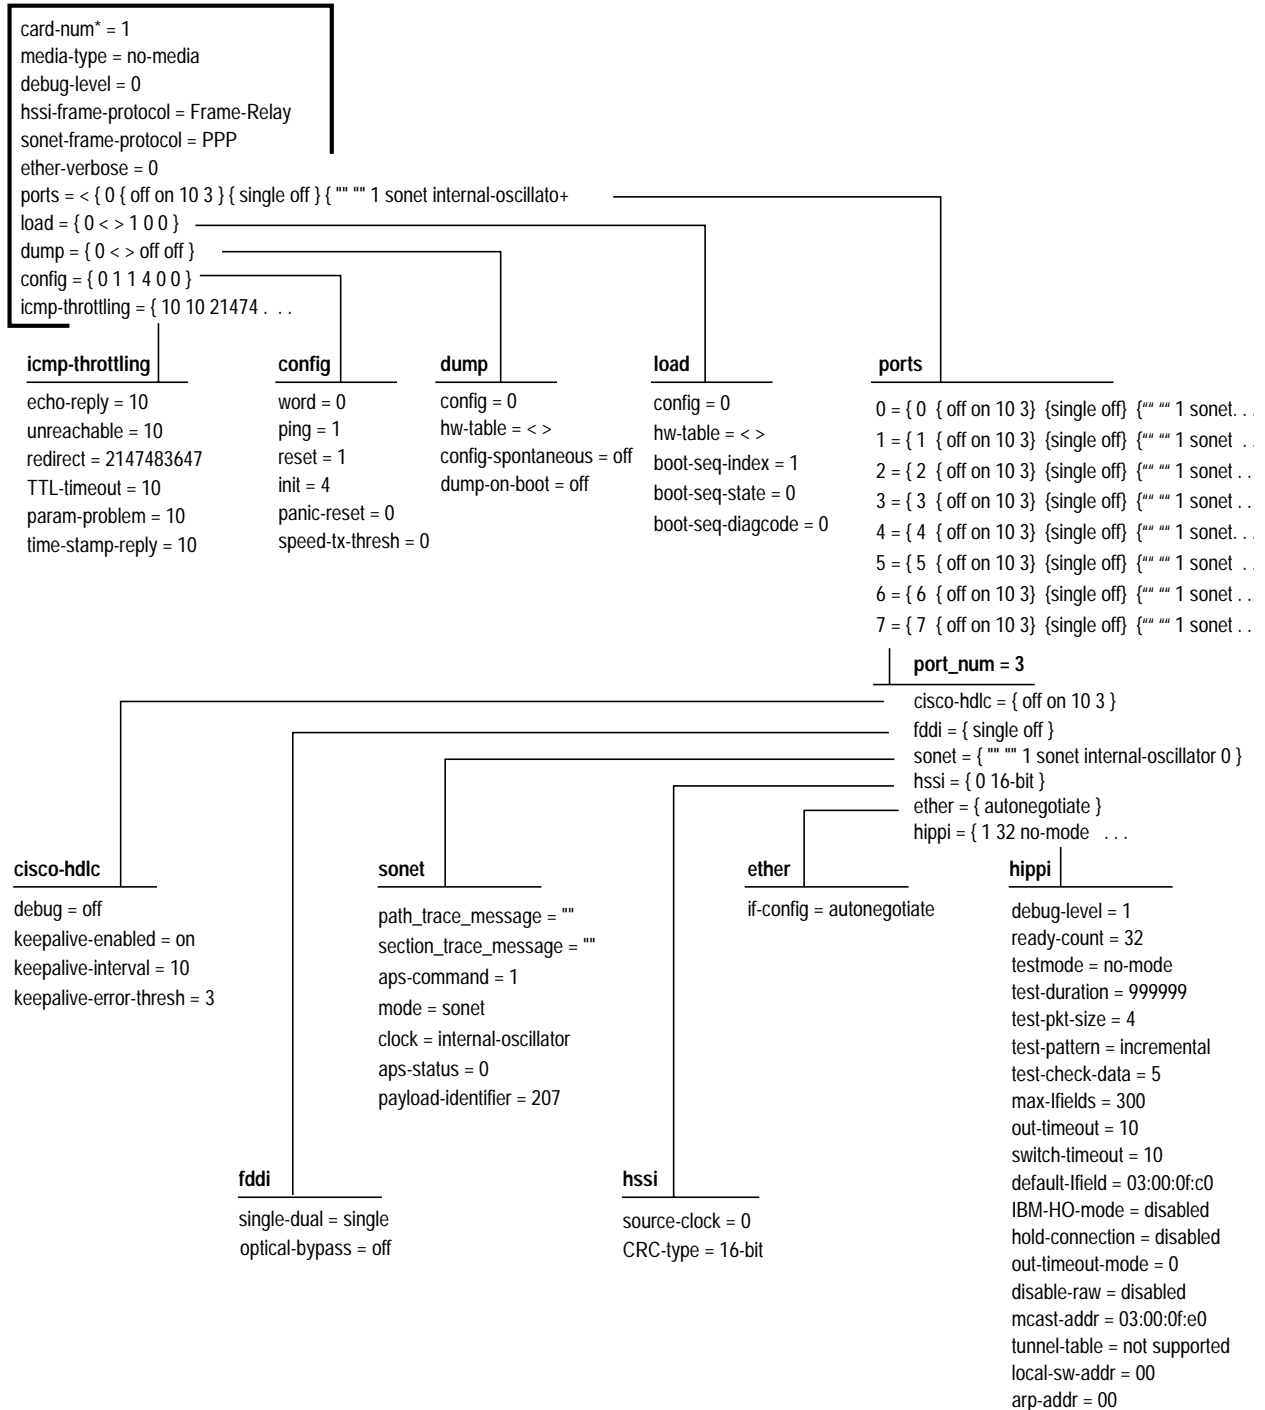 card-num* = 1
media-type = no-media
debug-level = 0
hssi-frame-protocol = Frame-Relay
sonet-frame-protocol = PPP
ether-verbose = 0
ports = < { 0 { off on 10 3 } { single off } { "" "" 1 sonet internal-oscillato+
load = { 0 < > 1 0 0 }
dump = { 0 < > off off }
config = { 0 1 1 4 0 0 }
icmp-throttling = { 10 10 21474 . . .
icmp-throttling
echo-reply = 10
unreachable = 10
redirect = 2147483647
TTL-timeout = 10
param-problem = 10
time-stamp-reply = 10
config
word = 0
ping = 1
reset = 1
init = 4
panic-reset = 0
speed-tx-thresh = 0
dump
config = 0
hw-table = < >
config-spontaneous = off
dump-on-boot = off
load
config = 0
hw-table = < >
boot-seq-index = 1
boot-seq-state = 0
boot-seq-diagcode = 0
ports
0 = { 0 { off on 10 3} {single off} {"" "" 1 sonet. . .
1 = { 1 { off on 10 3} {single off} {"" "" 1 sonet . .
2 = { 2 { off on 10 3} {single off} {"" "" 1 sonet . .
3 = { 3 { off on 10 3} {single off} {"" "" 1 sonet . .
4 = { 4 { off on 10 3} {single off} {"" "" 1 sonet. . .
5 = { 5 { off on 10 3} {single off} {"" "" 1 sonet . .
6 = { 6 { off on 10 3} {single off} {"" "" 1 sonet . .
7 = { 7 { off on 10 3} {single off} {"" "" 1 sonet . .
port_num = 3
cisco-hdlc = { off on 10 3 }
fddi = { single off }
sonet = { "" "" 1 sonet internal-oscillator 0 }
hssi = { 0 16-bit }
ether = { autonegotiate }
hippi = { 1 32 no-mode . . .
cisco-hdlc
debug = off
keepalive-enabled = on
keepalive-interval = 10
keepalive-error-thresh = 3
sonet
path_trace_message = ""
section_trace_message = ""
aps-command = 1
mode = sonet
clock = internal-oscillator
aps-status = 0
payload-identifier = 207
ether
if-config = autonegotiate
hippi
debug-level = 1
ready-count = 32
testmode = no-mode
test-duration = 999999
test-pkt-size = 4
test-pattern = incremental
test-check-data = 5
max-Ifields = 300
out-timeout = 10
switch-timeout = 10
default-Ifield = 03:00:0f:c0
IBM-HO-mode = disabled
hold-connection = disabled
out-timeout-mode = 0
disable-raw = disabled
mcast-addr = 03:00:0f:e0
tunnel-table = not supported
local-sw-addr = 00
arp-addr = 00
fddi
single-dual = single
optical-bypass = off
hssi
source-clock = 0
CRC-type = 16-bit